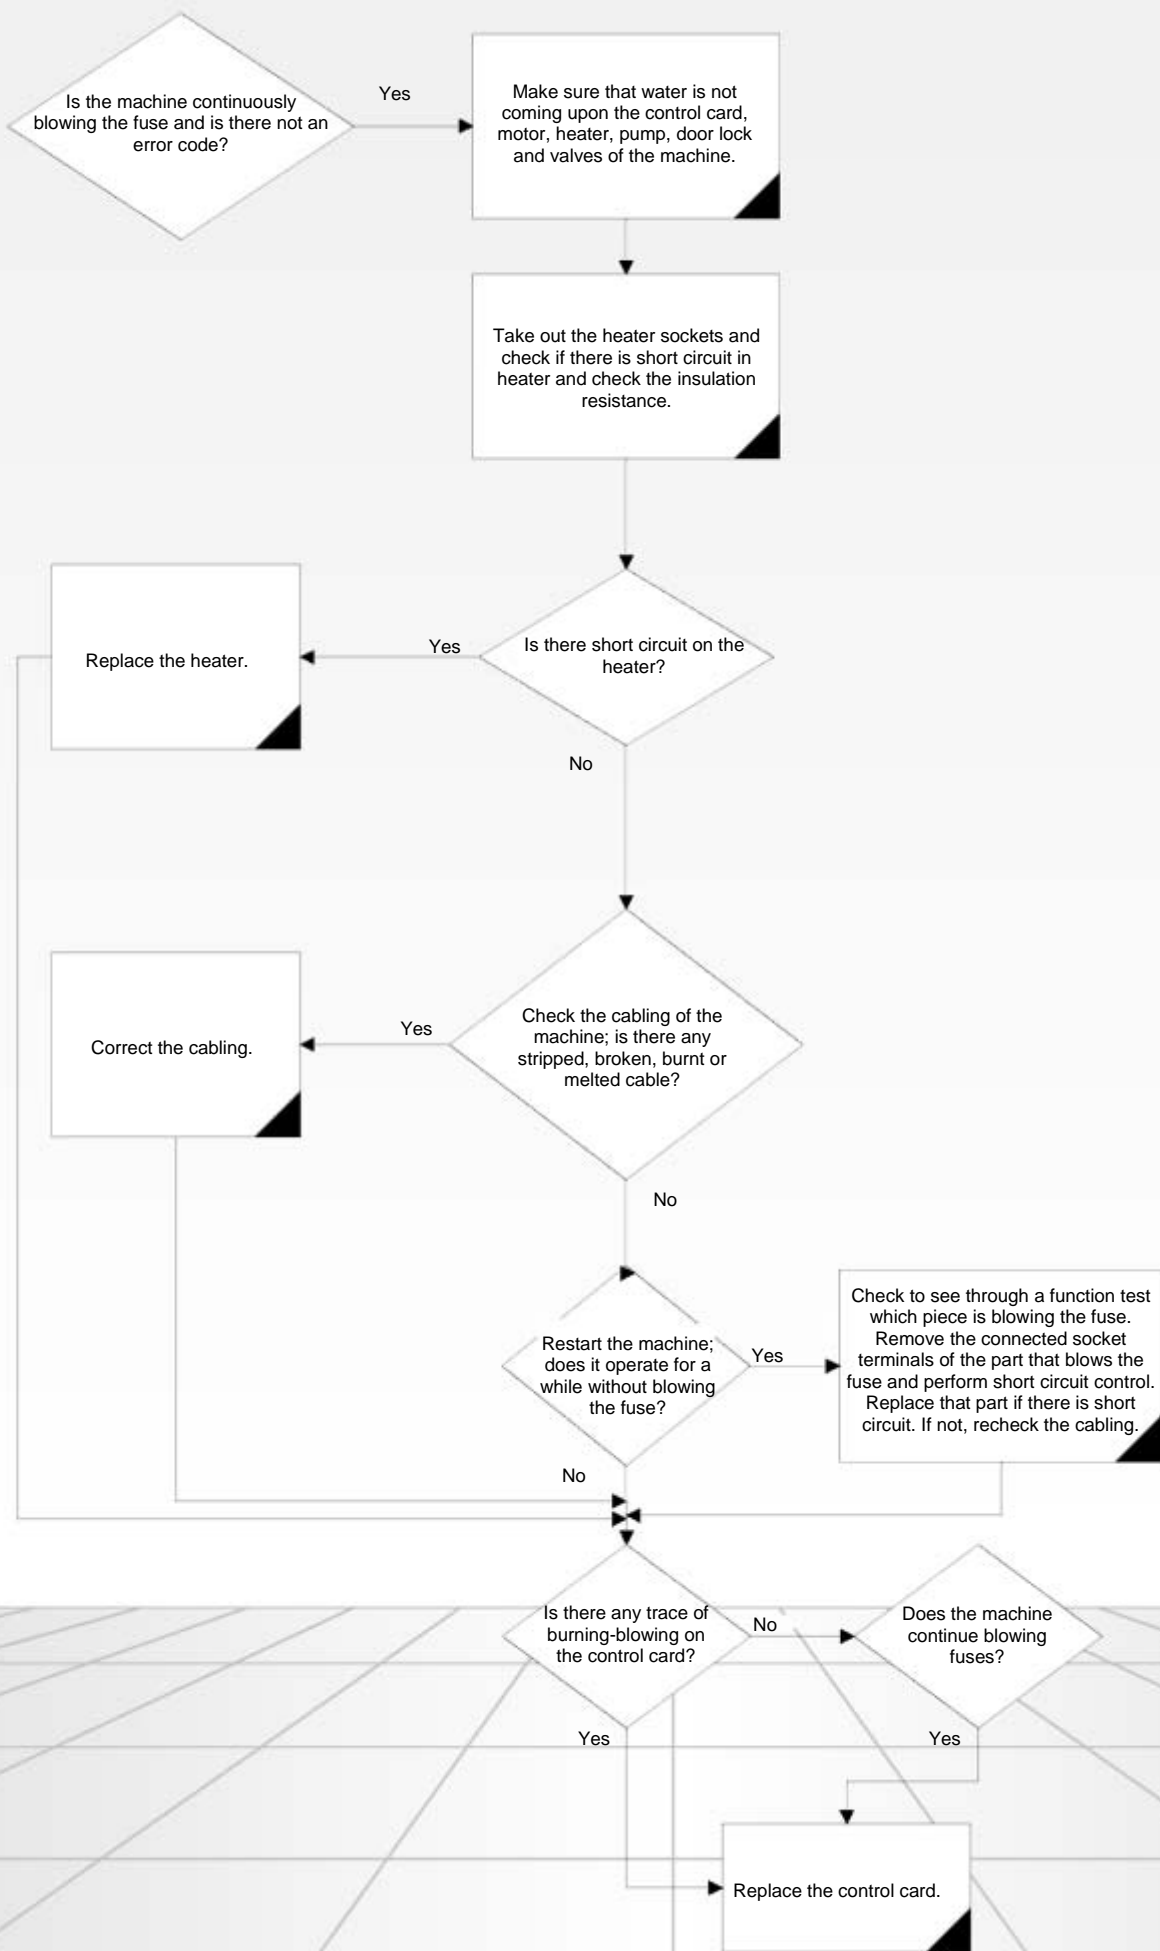 Is the machine continuously
blowing the fuse and is there not an
error code?
Yes
Make sure that water is not
coming upon the control card,
motor, heater, pump, door lock
and valves of the machine.
Take out the heater sockets and
check if there is short circuit in
heater and check the insulation
resistance.
Replace the heater.
Yes
Is there short circuit on the
heater?
No
Correct the cabling.
Yes
Check the cabling of the
machine; is there any
stripped, broken, burnt or
melted cable?
No
Restart the machine;
does it operate for a
while without blowing
the fuse?
Yes
Check to see through a function test
which piece is blowing the fuse.
Remove the connected socket
terminals of the part that blows the
fuse and perform short circuit control.
Replace that part if there is short
circuit. If not, recheck the cabling.
No
Is there any trace of
burning-blowing on
the control card?
No
Does the machine
continue blowing
fuses?
Yes
Yes
Replace the control card.